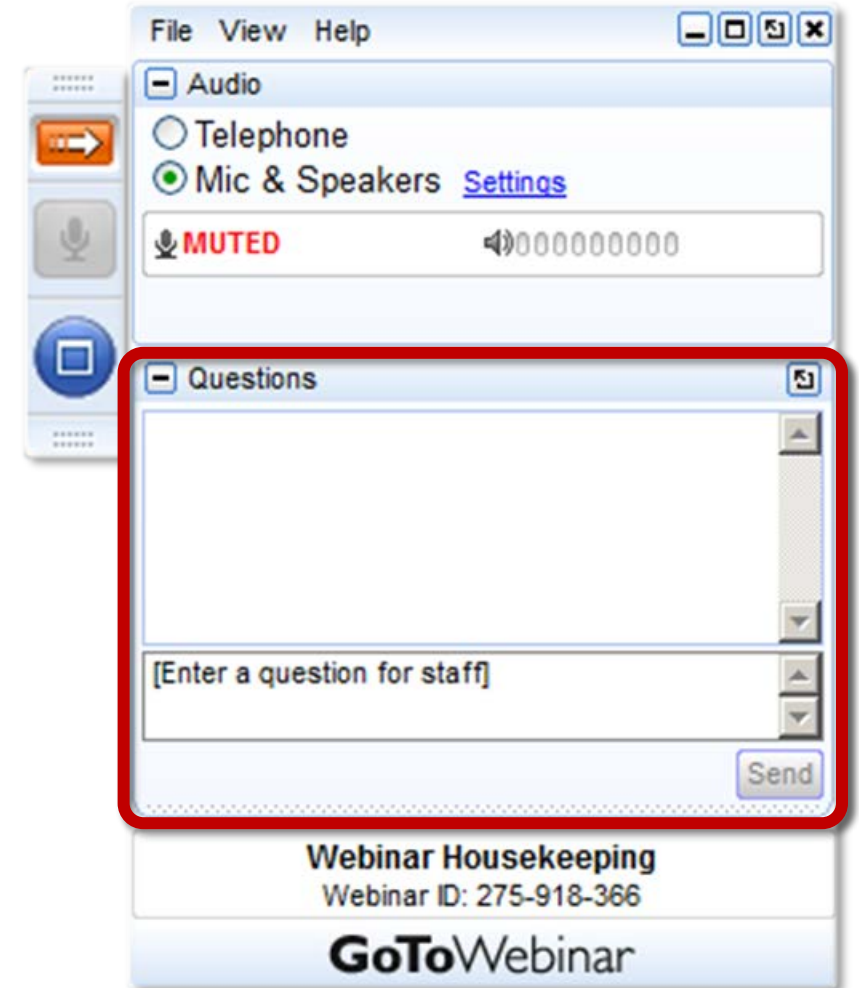 File View Help
Audio
Telephone
Mic & Speakers Settings
MUTED 000000000
Questions
[Enter a question for staff]
Send
Webinar Housekeeping
Webinar ID: 275-918-366
GoToWebinar